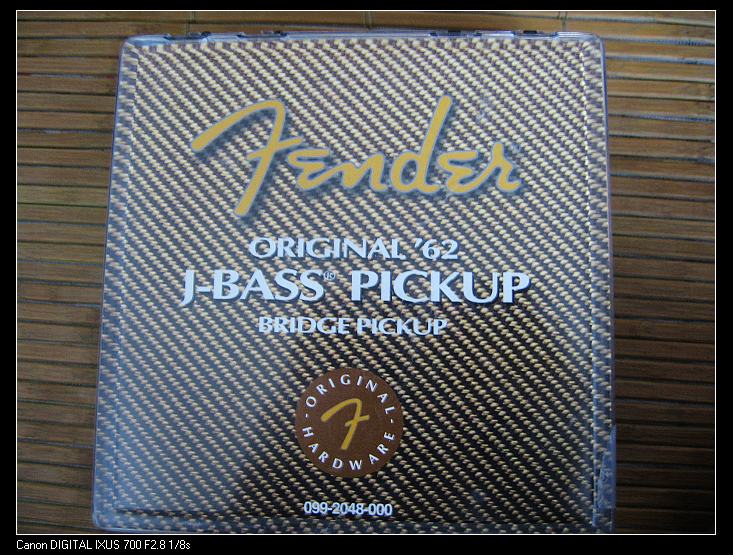 Fender
ORIGINAL '62
J-BASS® PICKUP
BRIDGE PICKUP
ORIGINAL
F
HARDWARE
099-2048-000
Canon DIGITAL IXUS 700 F2.8 1/8s